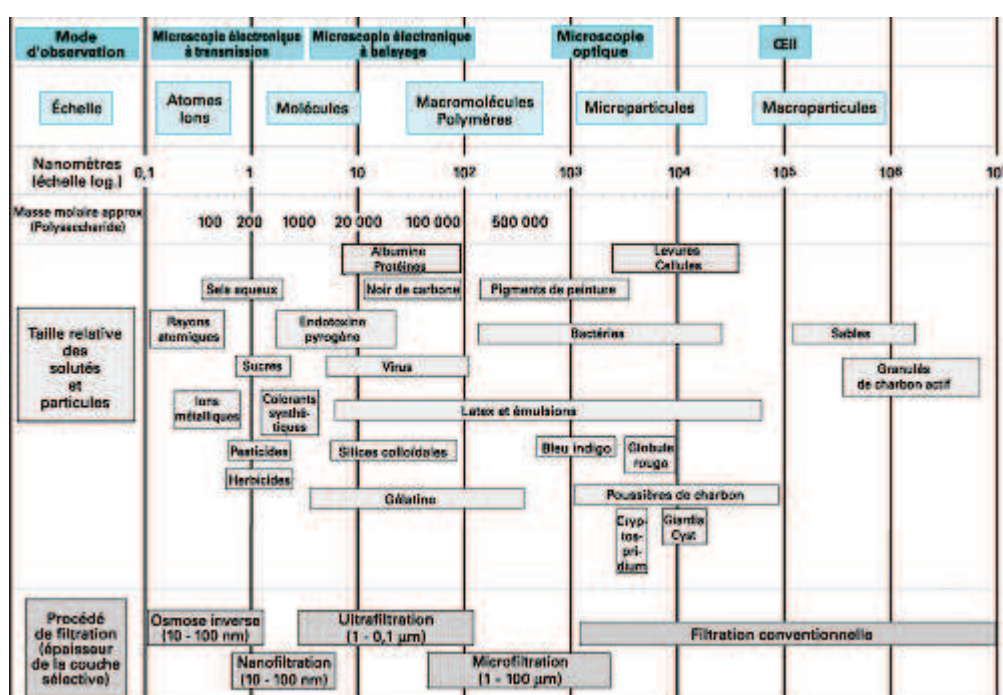 Mode
d'observation
Microscopie électronique
à transmission
Microscopie électronique
à balayage
Microscopie
optique
Œil
Échelle
Atomes
Ions
Molécules
Macromolécules
Polymères
Microparticules
Macroparticules
Nanomètres
(échelle log.)
0,1 1 10 10² 10³ 10⁴ 10⁵ 10⁶
Masse molaire approx
(Polysaccharide)
100 200 1000 20 000 100 000 500 000
Albumine
Protéines
Levures
Cellules
Sels aqueux
Noir de carbone
Pigments de peinture
Taille relative
des
solutés
et
particules
Rayons
atomiques
Endotoxine
pyrogène
Bactéries
Sables
Sucres
Virus
Granulés
de charbon actif
Ions
métalliques
Colorants
synthé-
tiques
Latex et émulsions
Pesticides
Silices colloïdales
Bleu indigo
Globule
rouge
Herbicides
Gélatine
Poussières de charbon
Cryp-
tos-
pri-
dium
Giardia
Cyst
Procédé
de filtration
(épaisseur
de la couche
sélective)
Osmose inverse
(10 - 100 nm)
Ultrafiltration
(1 - 0,1 µm)
Filtration conventionnelle
Nanofiltration
(10 - 100 nm)
Microfiltration
(1 - 100 µm)